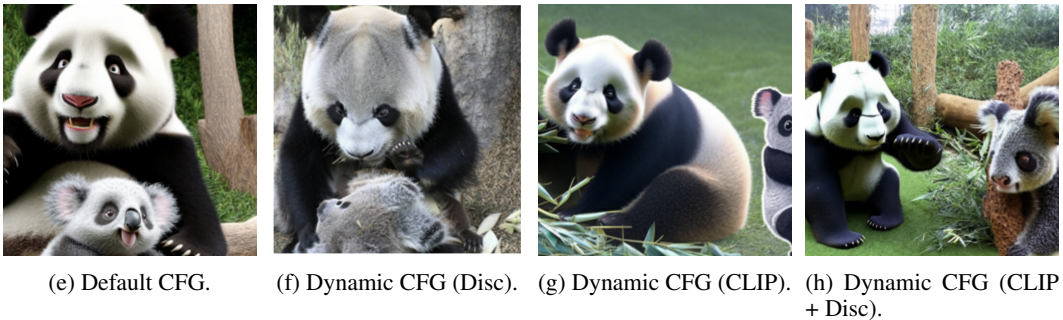 (e) Default CFG.
(f) Dynamic CFG (Disc).
(g) Dynamic CFG (CLIP).
(h) Dynamic CFG (CLIP
+ Disc).